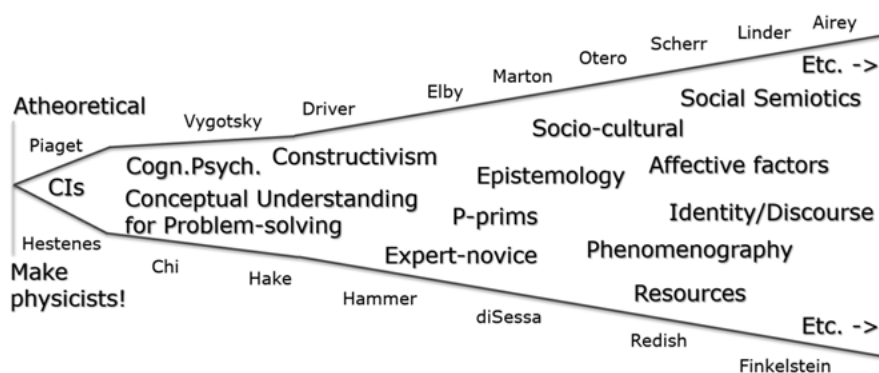 Airey
Linder
Scherr
Otero
Marton
Elby
Driver
Vygotsky
Piaget
Atheoretical
Etc. ->
Social Semiotics
Socio-cultural
Constructivism
Cogn.Psych.
CIs
Epistemology
Affective factors
Conceptual Understanding
for Problem-solving
P-prims
Identity/Discourse
Expert-novice
Phenomenography
Resources
Etc. ->
Hestenes
Make
physicists!
Chi
Hake
Hammer
diSessa
Redish
Finkelstein